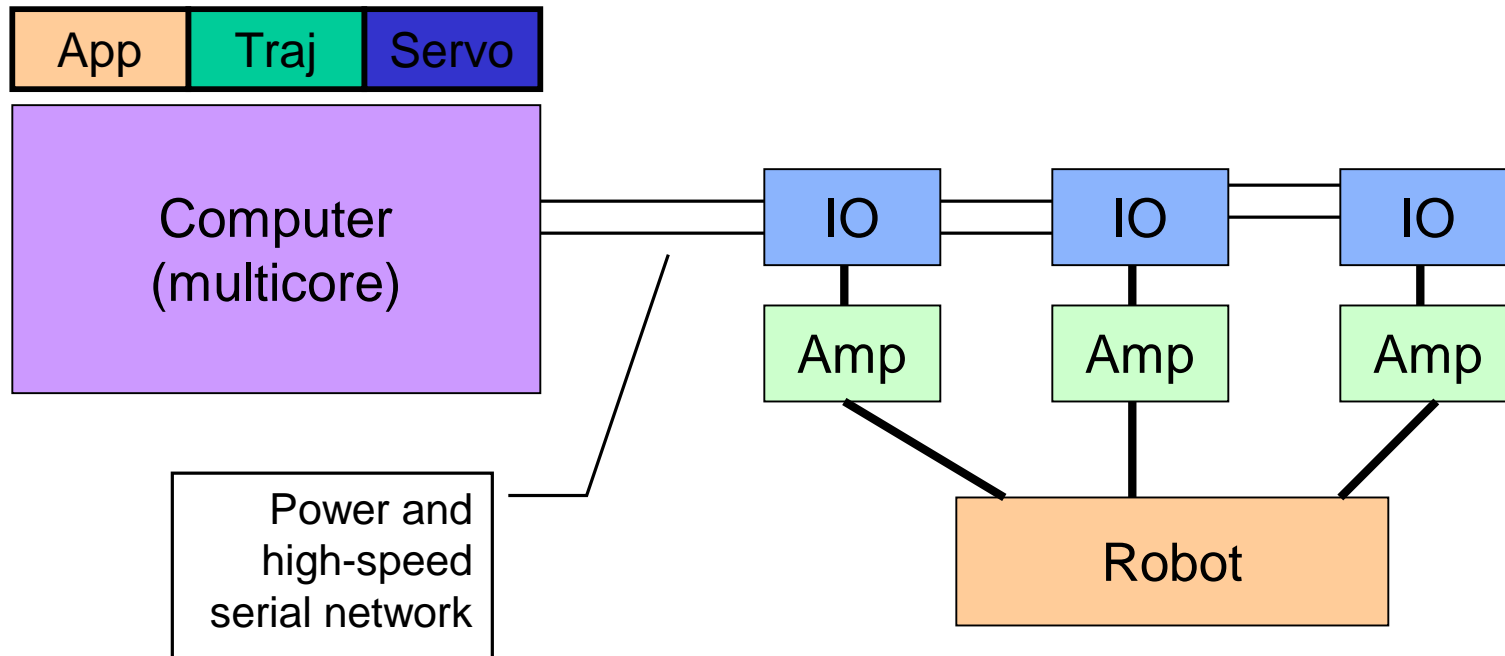 App Traj Servo
Computer
(multicore)
IO IO IO
Amp Amp Amp
Power and
high-speed
serial network
Robot